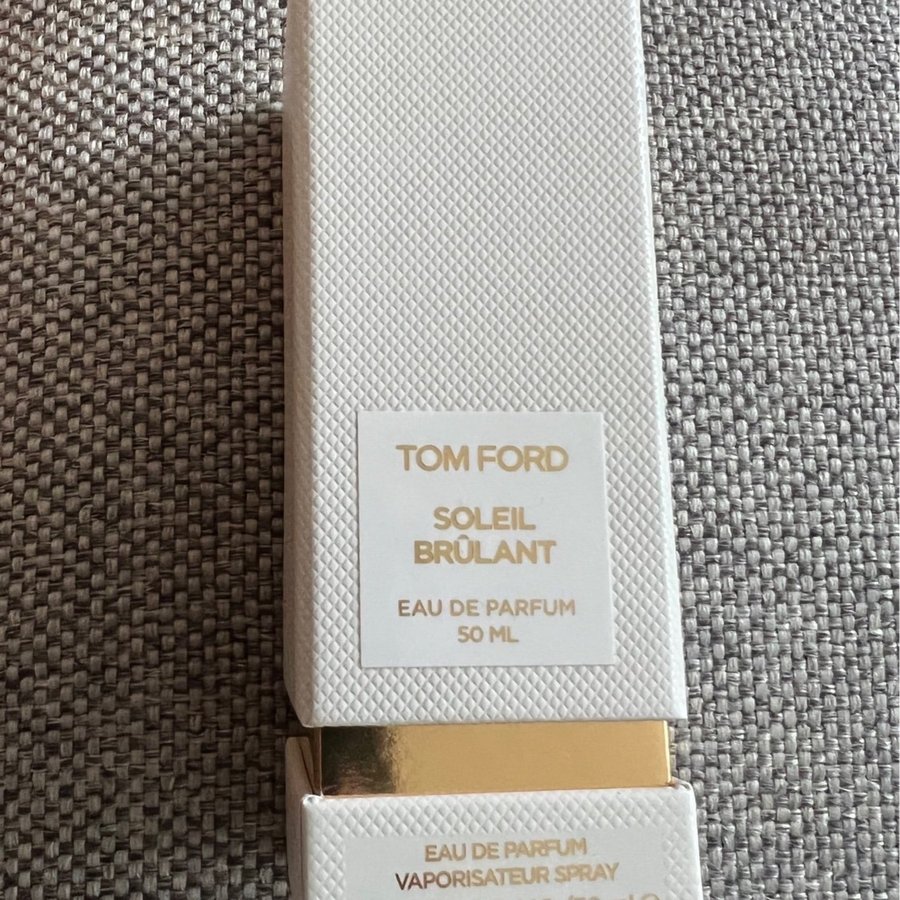 TOM FORD
SOLEIL
BRÛLANT
EAU DE PARFUM
50 ML
EAU DE PARFUM
VAPORISATEUR SPRAY